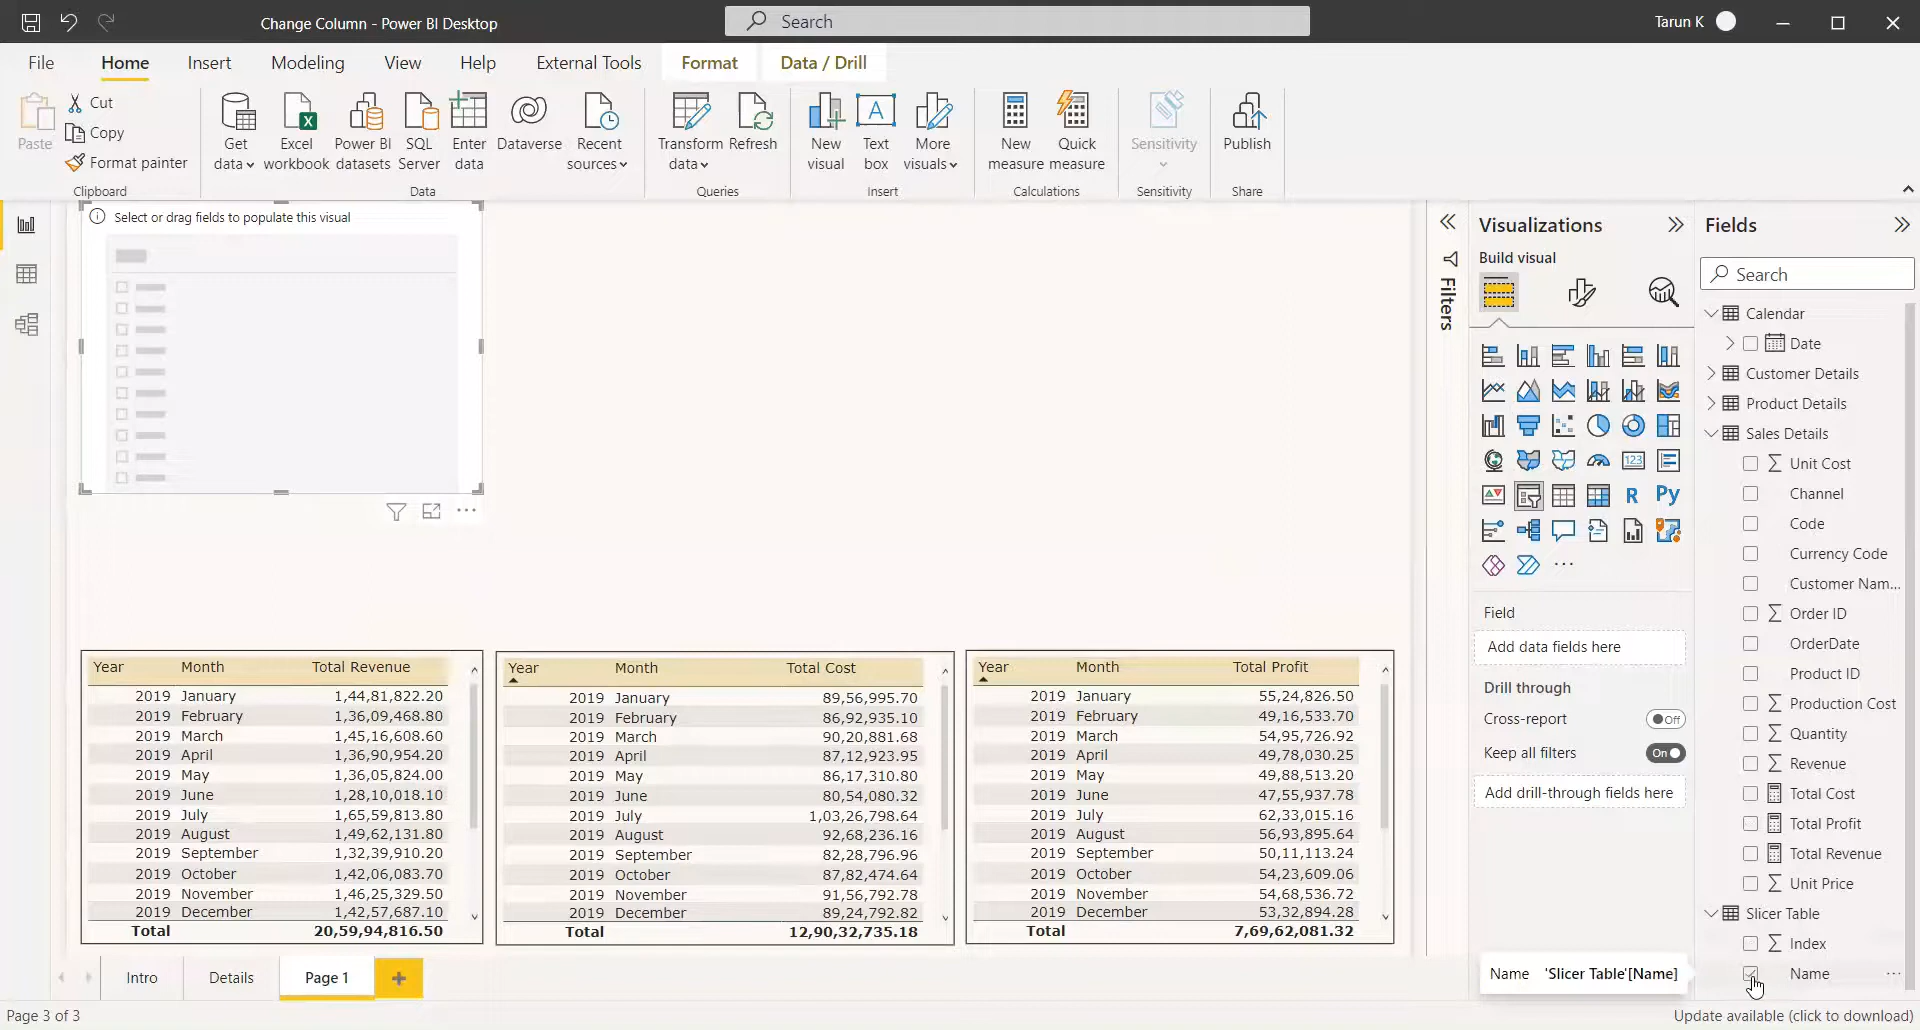 Change Column - Power BI Desktop
Search
Tarun K
File Home Insert Modeling View Help External Tools Format Data / Drill
Paste
Cut
Copy
Format painter
Clipboard
Get data
Excel workbook
Power BI datasets
SQL Server
Enter data
Dataverse
Recent sources
Data
Transform data
Refresh
Queries
New visual
Text box
More visuals
Insert
New measure
Quick measure
Calculations
Sensitivity
Sensitivity
Publish
Share
Select or drag fields to populate this visual
Year Month Total Revenue
2019 January 1,44,81,822.20
2019 February 1,36,09,468.80
2019 March 1,45,16,608.60
2019 April 1,36,90,954.20
2019 May 1,36,05,824.00
2019 June 1,28,10,018.10
2019 July 1,65,59,813.80
2019 August 1,49,62,131.80
2019 September 1,32,39,910.20
2019 October 1,42,06,083.70
2019 November 1,46,25,329.50
2019 December 1,42,57,687.10
Total 20,59,94,816.50
Year Month Total Cost
2019 January 89,56,995.70
2019 February 86,92,935.10
2019 March 90,20,881.68
2019 April 87,12,923.95
2019 May 86,17,310.80
2019 June 80,54,080.32
2019 July 1,03,26,798.64
2019 August 92,68,236.16
2019 September 82,28,796.96
2019 October 87,82,474.64
2019 November 91,56,792.78
2019 December 89,24,792.82
Total 12,90,32,735.18
Year Month Total Profit
2019 January 55,24,826.50
2019 February 49,16,533.70
2019 March 54,95,726.92
2019 April 49,78,030.25
2019 May 49,88,513.20
2019 June 47,55,937.78
2019 July 62,33,015.16
2019 August 56,93,895.64
2019 September 50,11,113.24
2019 October 54,23,609.06
2019 November 54,68,536.72
2019 December 53,32,894.28
Total 7,69,62,081.32
Filters
Visualizations
Build visual
123
R
Py
Field
Add data fields here
Drill through
Cross-report Off
Keep all filters On
Add drill-through fields here
Fields
Search
Calendar
Date
Customer Details
Product Details
Sales Details
Unit Cost
Channel
Code
Currency Code
Customer Nam...
Order ID
OrderDate
Product ID
Production Cost
Quantity
Revenue
Total Cost
Total Profit
Total Revenue
Unit Price
Slicer Table
Index
Name
Name 'Slicer Table'[Name]
Intro Details Page 1
Page 3 of 3
Update available (click to download)